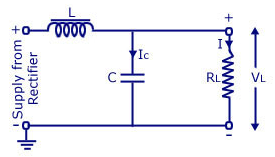 L
+
+
Supply from
Rectifier
Ic
I
C
RL
VL
-
-